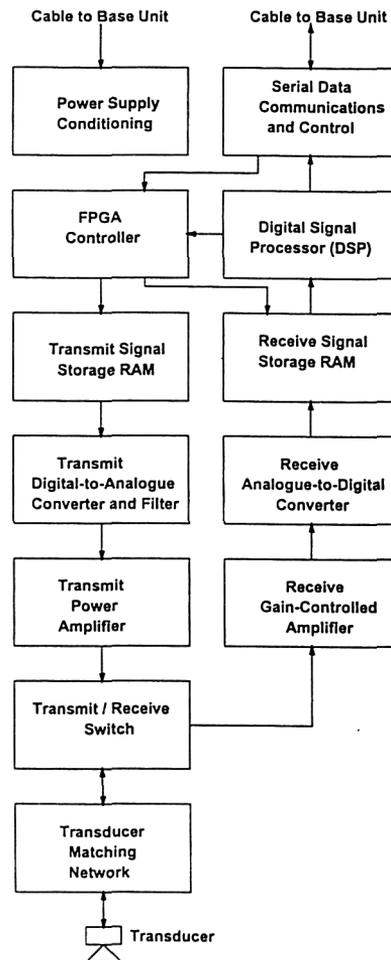 Cable to Base Unit
Cable to Base Unit
Power Supply
Conditioning
Serial Data
Communications
and Control
FPGA
Controller
Digital Signal
Processor (DSP)
Transmit Signal
Storage RAM
Receive Signal
Storage RAM
Transmit
Digital-to-Analogue
Converter and Filter
Receive
Analogue-to-Digital
Converter
Transmit
Power
Amplifier
Receive
Gain-Controlled
Amplifier
Transmit / Receive
Switch
Transducer
Matching
Network
Transducer